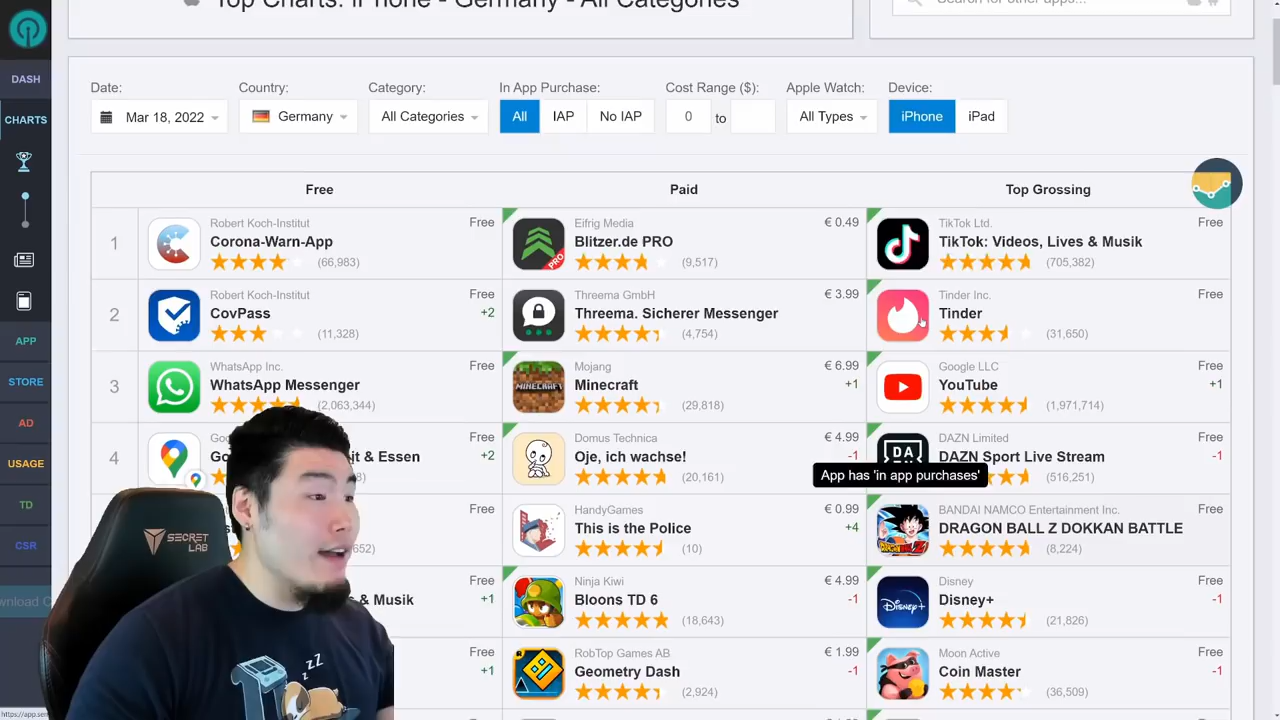 Top Charts: iPhone - Germany - All Categories
Search for other apps...
DASH
CHARTS
APP
STORE
AD
USAGE
TD
CSR
Date:
Country:
Category:
In App Purchase:
Cost Range ($):
Apple Watch:
Device:
Mar 18, 2022
Germany
All Categories
All
IAP
No IAP
0
to
All Types
iPhone
iPad
Free
Paid
Top Grossing
1
Robert Koch-Institut
Free
Corona-Warn-App
(66,983)
Eifrig Media
€ 0.49
Blitzer.de PRO
PRO
(9,517)
TikTok Ltd.
Free
TikTok: Videos, Lives & Musik
(705,382)
2
Robert Koch-Institut
Free
CovPass
+2
(11,328)
Threema GmbH
€ 3.99
Threema. Sicherer Messenger
(4,754)
Tinder Inc.
Free
Tinder
(31,650)
3
WhatsApp Inc.
Free
WhatsApp Messenger
(2,063,344)
Mojang
€ 6.99
Minecraft
+1
MINECRAFT
(29,818)
Google LLC
Free
YouTube
+1
(1,971,714)
4
Free
& Essen
+2
Domus Technica
€ 4.99
Oje, ich wachse!
-1
(20,161)
DAZN Limited
Free
DA
DAZN Sport Live Stream
-1
(516,251)
App has 'in app purchases'
Free
HandyGames
€ 0.99
This is the Police
+4
(10)
BANDAI NAMCO Entertainment Inc.
Free
DRAGON BALL Z DOKKAN BATTLE
(8,224)
Free
& Musik
+1
Ninja Kiwi
€ 4.99
Bloons TD 6
-1
(18,643)
Disney
Free
Disney+
-1
(21,826)
Free
+1
RobTop Games AB
€ 1.99
Geometry Dash
-1
(2,924)
Moon Active
Free
Coin Master
-1
(36,509)
SECRET
LAB
z z